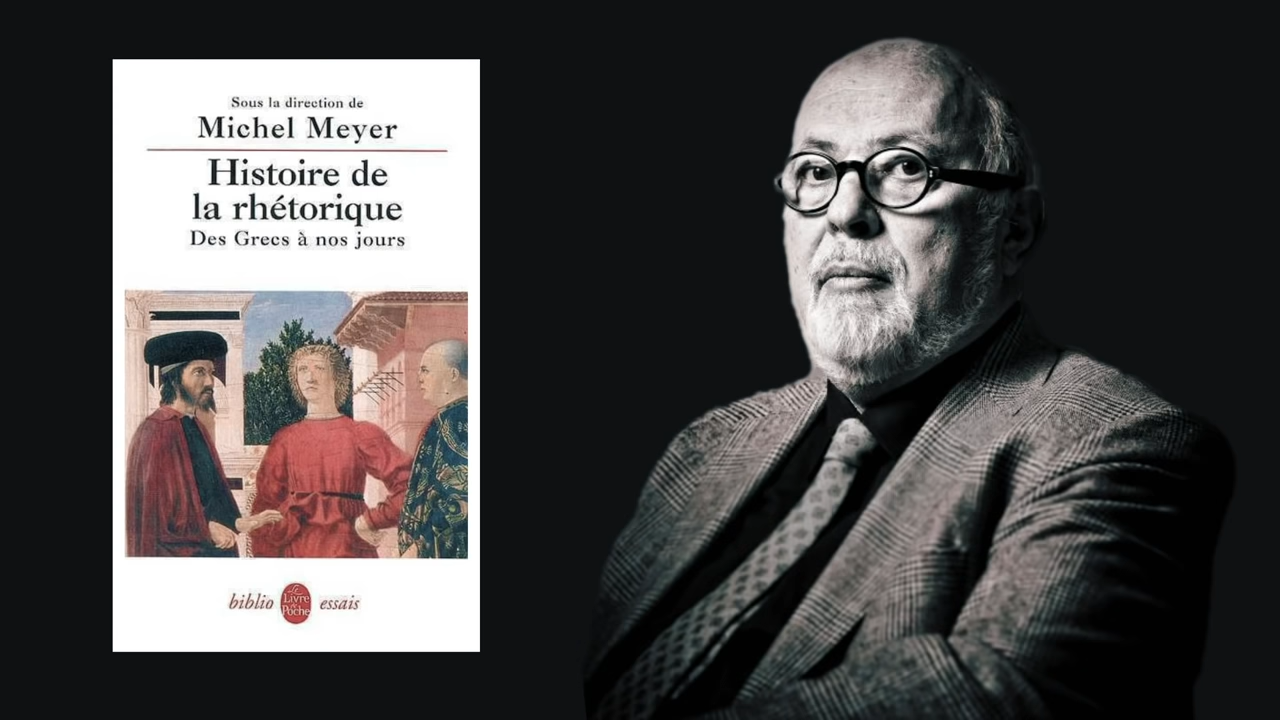 Sous la direction de
Michel Meyer
Histoire de
la rhétorique
Des Grecs à nos jours
biblio Le Livre de Poche essais